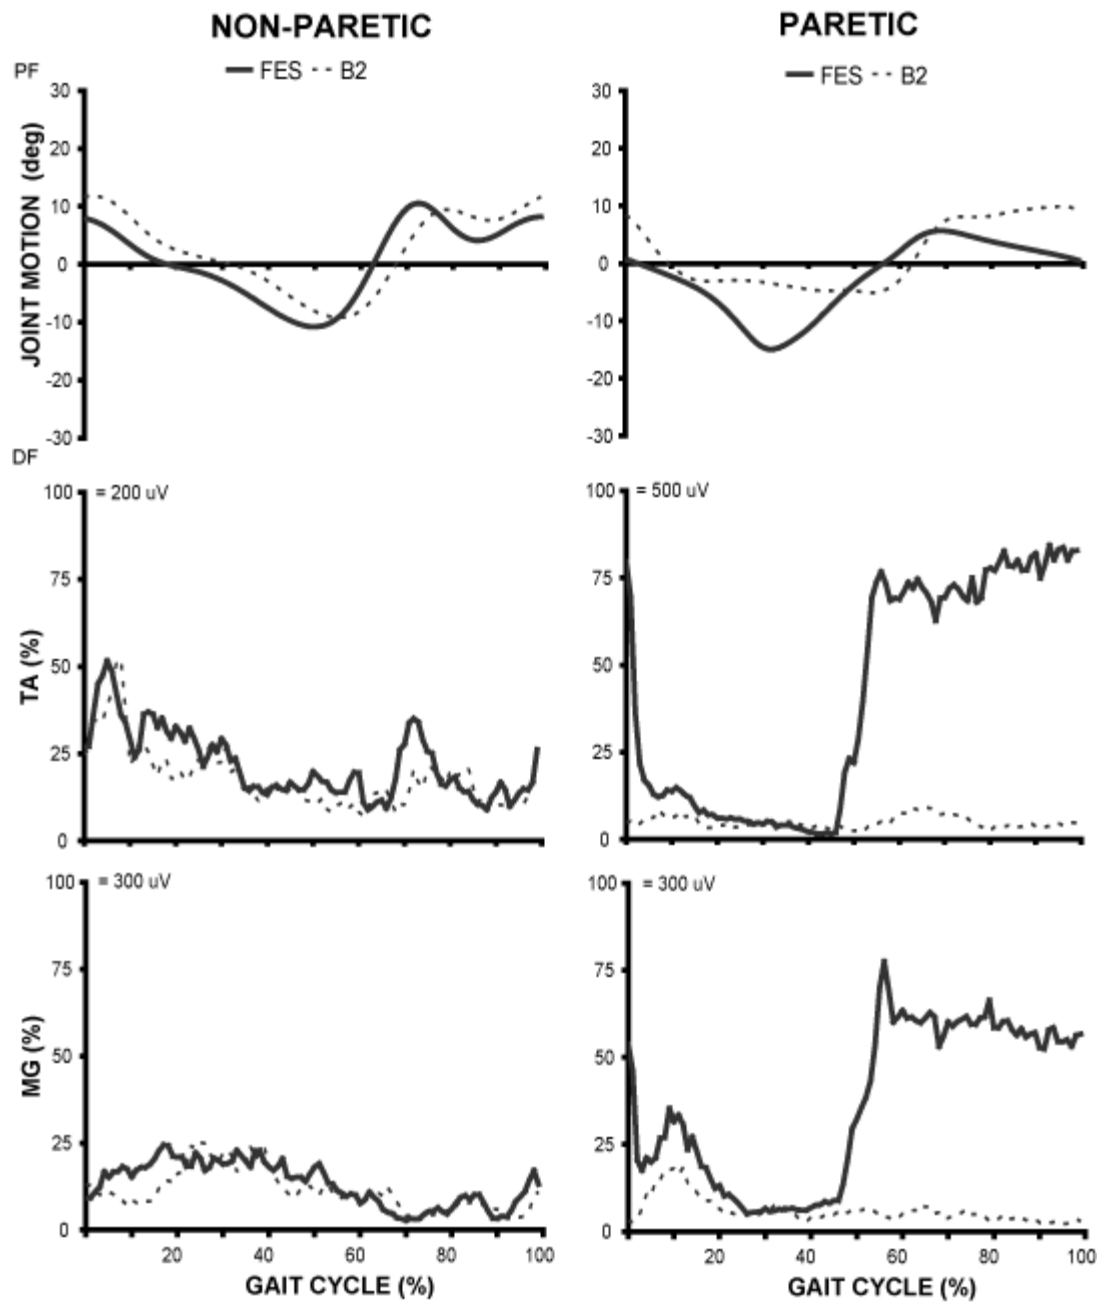 NON-PARETIC
PARETIC
PF
FES B2
FES B2
30
20
10
0
-10
-20
-30
JOINT MOTION (deg)
30
20
10
0
-10
-20
-30
DF
100 = 200 uV
75
50
25
0
TA (%)
100 = 500 uV
75
50
25
0
100 = 300 uV
75
50
25
0
MG (%)
20 40 60 80 100
GAIT CYCLE (%)
100 = 300 uV
75
50
25
0
20 40 60 80 100
GAIT CYCLE (%)